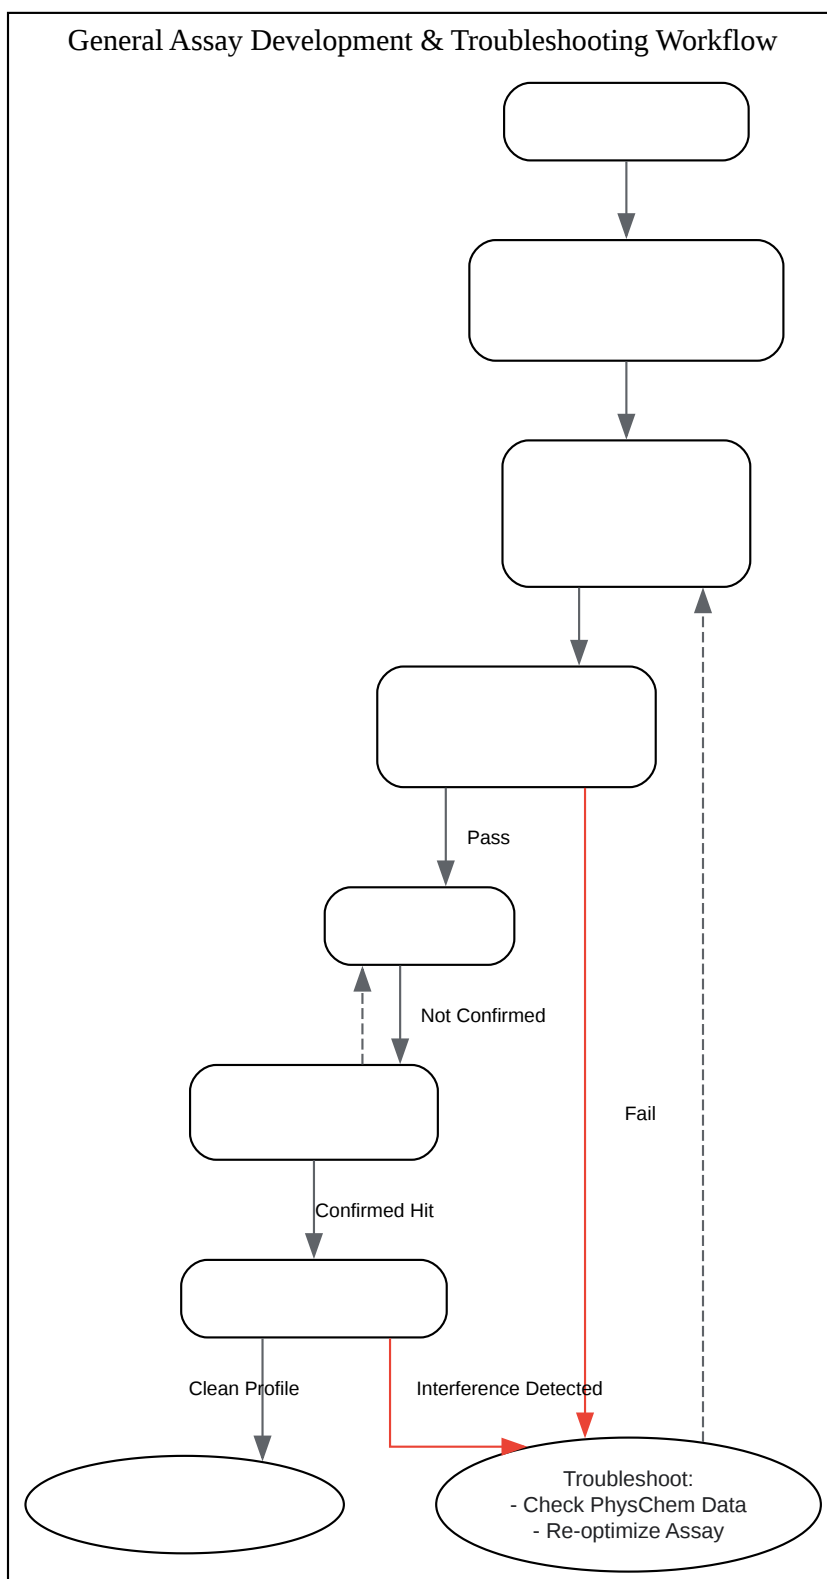 General Assay Development & Troubleshooting Workflow
Pass
Not Confirmed
Fail
Confirmed Hit
Clean Profile
Interference Detected
Troubleshoot:
- Check PhysChem Data
- Re-optimize Assay